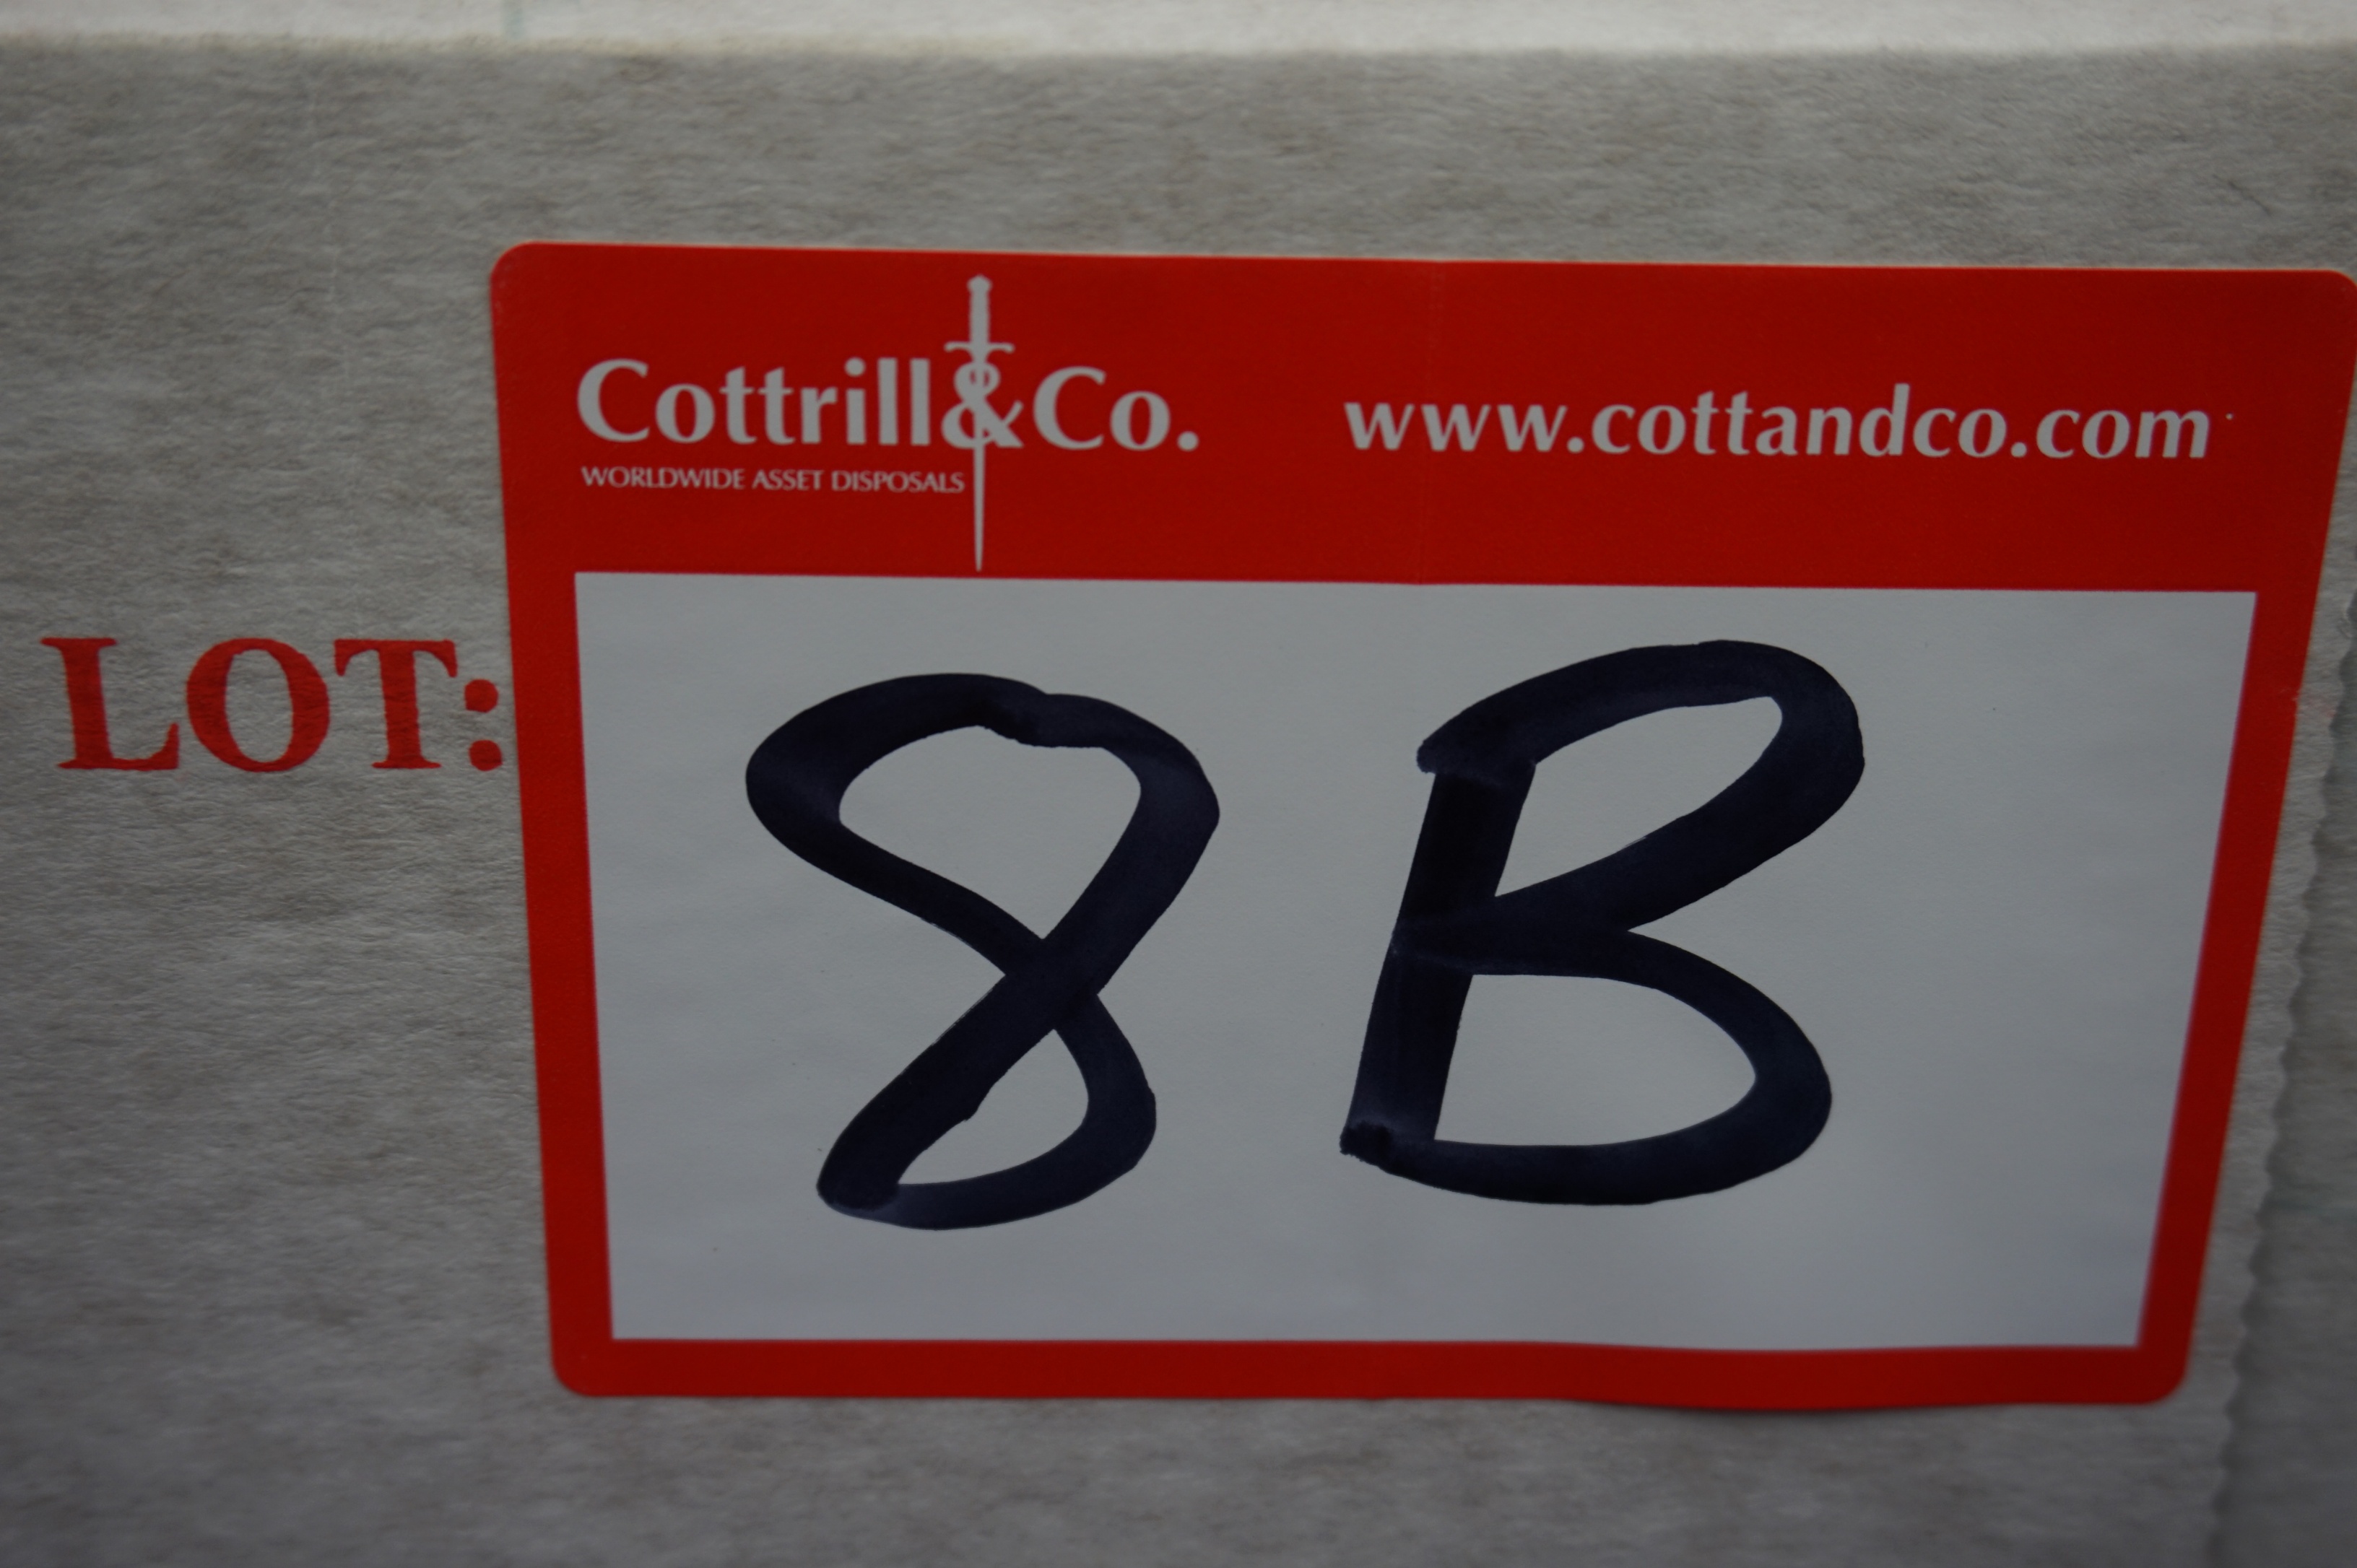 Cottrill&Co. www.cottandco.com
WORLDWIDE ASSET DISPOSALS
LOT: 8B